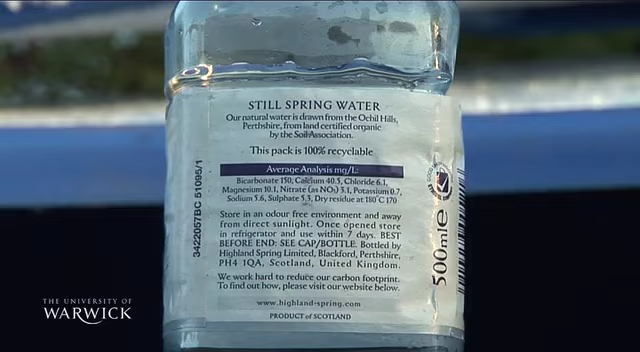 STILL SPRING WATER
Our natural water is drawn from the Ochil Hills,
Perthshire, from land certified organic
by the Soil Association.
This pack is 100% recyclable
Average Analysis mg/L:
Bicarbonate 150, Calcium 40.5, Chloride 6.1,
Magnesium 10.1, Nitrate (as NO₃) 3.1, Potassium 0.7,
Sodium 5.6, Sulphate 5.3, Dry residue at 180°C 170
Store in an odour free environment and away
from direct sunlight. Once opened store
in refrigerator and use within 7 days. BEST
BEFORE END: SEE CAP/BOTTLE. Bottled by
Highland Spring Limited, Blackford, Perthshire,
PH4 1QA, Scotland, United Kingdom.
We work hard to reduce our carbon footprint.
To find out how, please visit our website below.
www.highland-spring.com
PRODUCT of SCOTLAND
3422057BC 51095/1
500ml e
THE UNIVERSITY OF
WARWICK